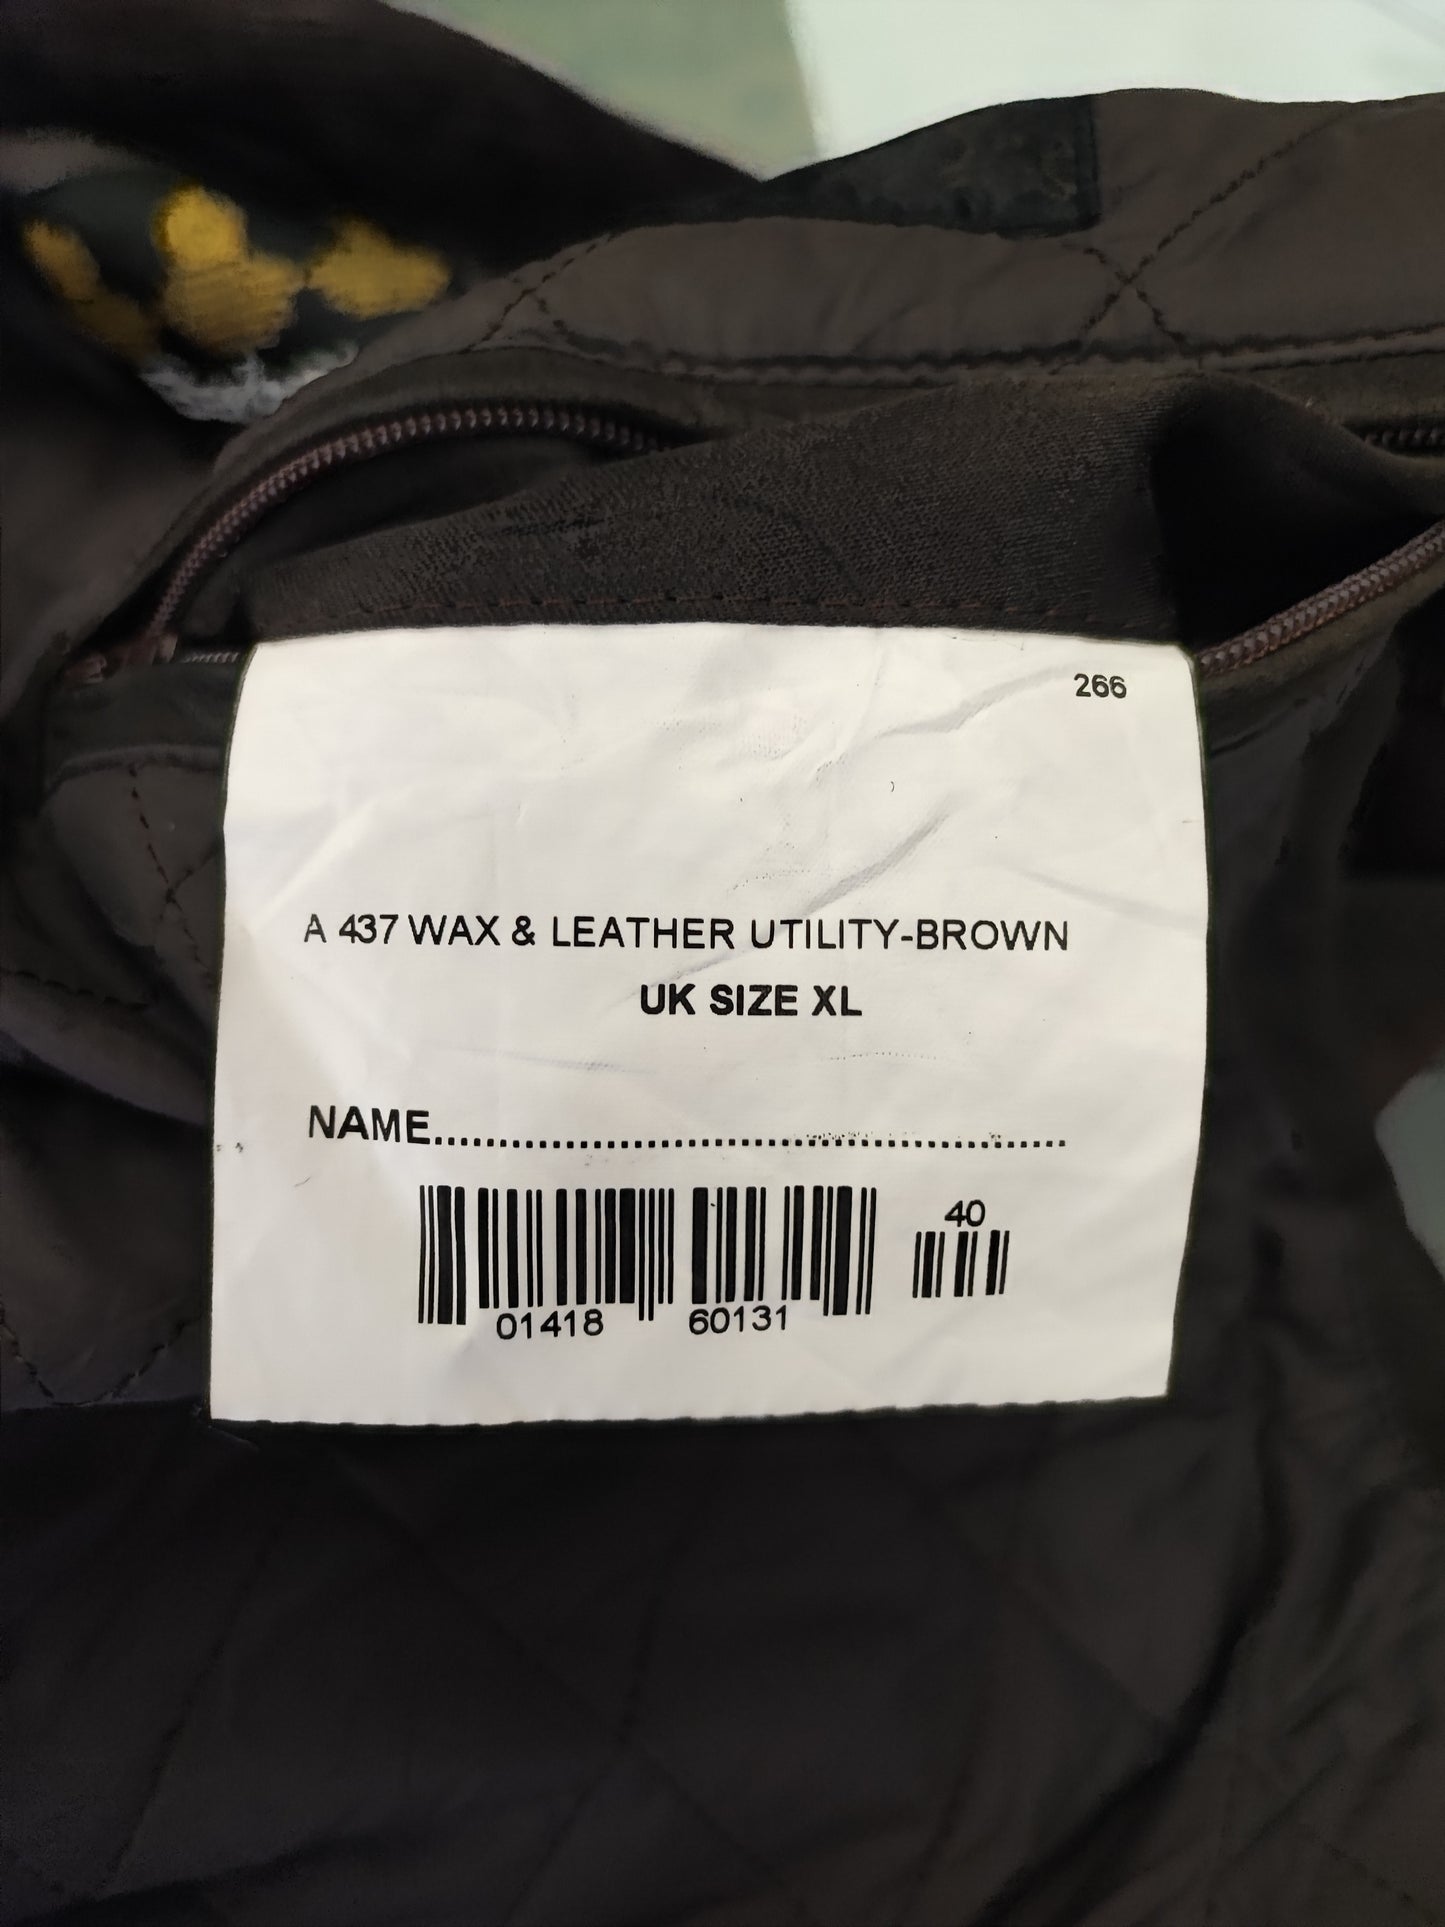 266
A 437 WAX & LEATHER UTILITY-BROWN
UK SIZE XL
NAME......................................................
40
01418 60131